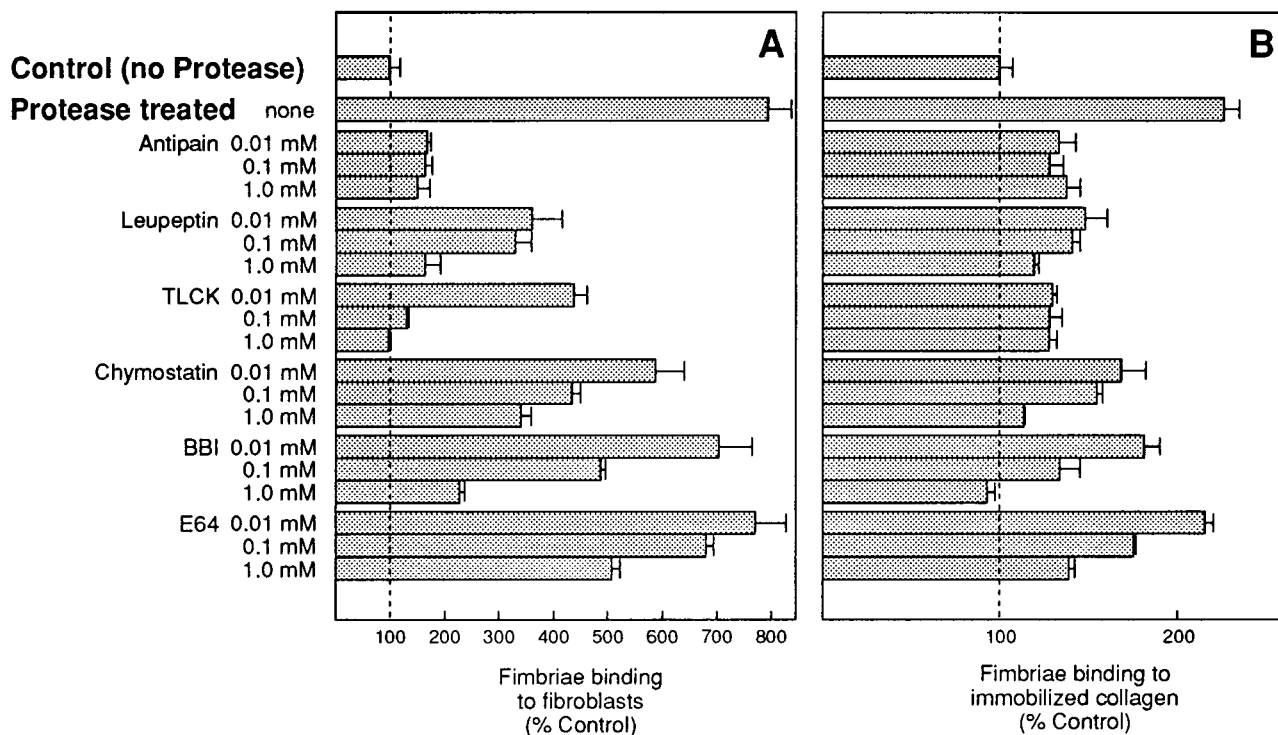 A
B
Control (no Protease)
Protease treated none
Antipain 0.01 mM
0.1 mM
1.0 mM
Leupeptin 0.01 mM
0.1 mM
1.0 mM
TLCK 0.01 mM
0.1 mM
1.0 mM
Chymostatin 0.01 mM
0.1 mM
1.0 mM
BBI 0.01 mM
0.1 mM
1.0 mM
E64 0.01 mM
0.1 mM
1.0 mM
100 200 300 400 500 600 700 800
Fimbriae binding
to fibroblasts
(% Control)
100 200
Fimbriae binding to
immobilized collagen
(% Control)